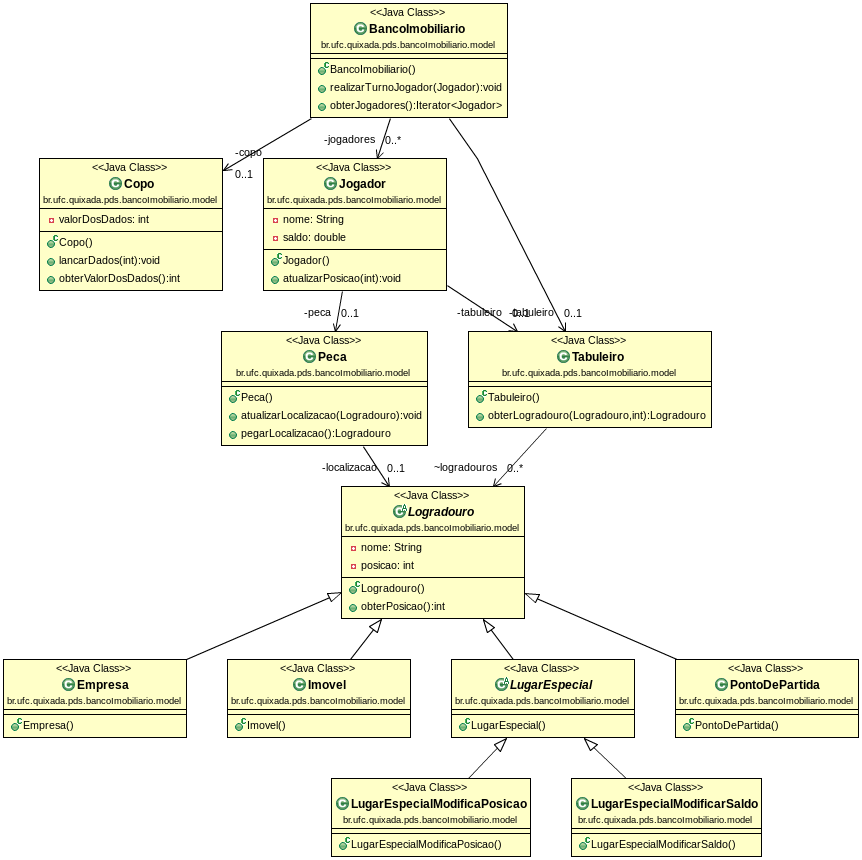 <<Java Class>>
BancoImobiliario
br.ufc.quixada.pds.bancoImobiliario.model
BancoImobiliario()
realizarTurnoJogador(Jogador):void
obterJogadores():Iterator<Jogador>
-copo
0..1
-jogadores
0..*
-tabuleiro
0..1
<<Java Class>>
Copo
br.ufc.quixada.pds.bancoImobiliario.model
valorDosDados: int
Copo()
lancarDados(int):void
obterValorDosDados():int
<<Java Class>>
Jogador
br.ufc.quixada.pds.bancoImobiliario.model
nome: String
saldo: double
Jogador()
atualizarPosicao(int):void
-peca
0..1
-tabuleiro
0..1
<<Java Class>>
Peca
br.ufc.quixada.pds.bancoImobiliario.model
Peca()
atualizarLocalizacao(Logradouro):void
pegarLocalizacao():Logradouro
<<Java Class>>
Tabuleiro
br.ufc.quixada.pds.bancoImobiliario.model
Tabuleiro()
obterLogradouro(Logradouro,int):Logradouro
-localizacao
0..1
~logradouros
0..*
<<Java Class>>
Logradouro
br.ufc.quixada.pds.bancoImobiliario.model
nome: String
posicao: int
Logradouro()
obterPosicao():int
<<Java Class>>
Empresa
br.ufc.quixada.pds.bancoImobiliario.model
Empresa()
<<Java Class>>
Imovel
br.ufc.quixada.pds.bancoImobiliario.model
Imovel()
<<Java Class>>
LugarEspecial
br.ufc.quixada.pds.bancoImobiliario.model
LugarEspecial()
<<Java Class>>
PontoDePartida
br.ufc.quixada.pds.bancoImobiliario.model
PontoDePartida()
<<Java Class>>
LugarEspecialModificaPosicao
br.ufc.quixada.pds.bancoImobiliario.model
LugarEspecialModificaPosicao()
<<Java Class>>
LugarEspecialModificarSaldo
br.ufc.quixada.pds.bancoImobiliario.model
LugarEspecialModificarSaldo()